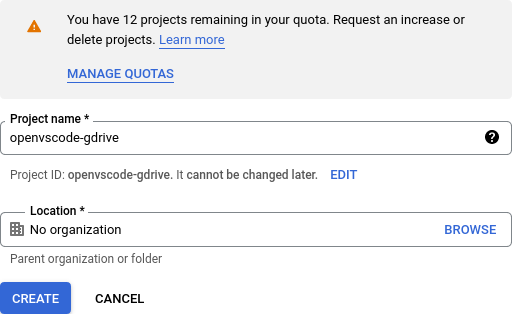 You have 12 projects remaining in your quota. Request an increase or
delete projects. Learn more
MANAGE QUOTAS
Project name *
openvscode-gdrive
Project ID: openvscode-gdrive. It cannot be changed later. EDIT
Location *
No organization BROWSE
Parent organization or folder
CREATE CANCEL